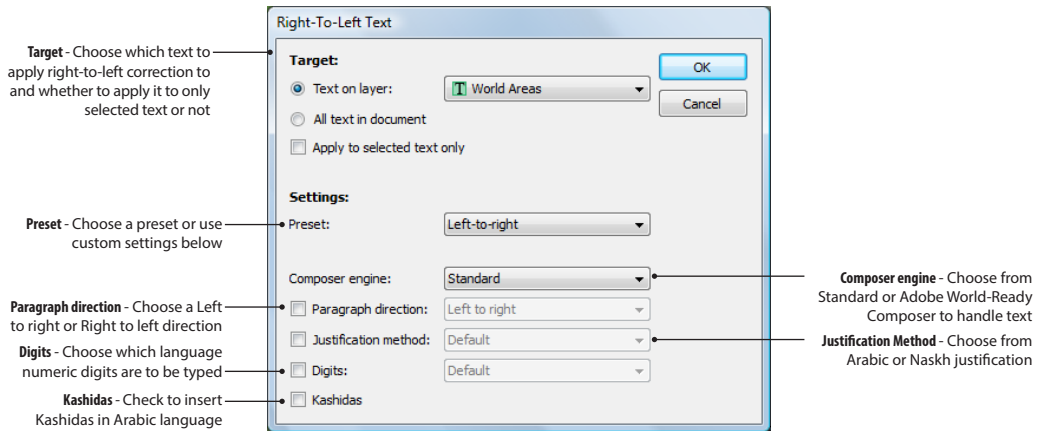 Right-To-Left Text
Target - Choose which text to
apply right-to-left correction to
and whether to apply it to only
selected text or not
Target:
Text on layer:
T World Areas
OK
Cancel
All text in document
Apply to selected text only
Settings:
Preset - Choose a preset or use
custom settings below
Preset:
Left-to-right
Composer engine:
Standard
Composer engine - Choose from
Standard or Adobe World-Ready
Composer to handle text
Paragraph direction - Choose a Left
to right or Right to left direction
Paragraph direction:
Left to right
Justification method:
Default
Justification Method - Choose from
Arabic or Naskh justification
Digits - Choose which language
numeric digits are to be typed
Digits:
Default
Kashidas - Check to insert
Kashidas in Arabic language
Kashidas